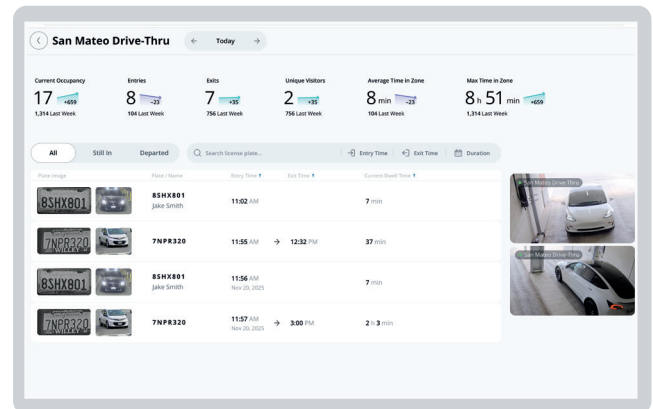 San Mateo Drive-Thru
Today
Current Occupancy
17 +659
1,314 Last Week
Entries
8 -23
104 Last Week
Exits
7 +35
756 Last Week
Unique Visitors
2 +35
756 Last Week
Average Time in Zone
8 min -23
104 Last Week
Max Time in Zone
8 h 51 min +659
1,314 Last Week
All Still In Departed Search license plate... Entry Time Exit Time Duration
Plate Image Plate / Name Entry Time Exit Time Current Dwell Time
8SHX801 8SHX801 11:02 AM 7 min
Jake Smith
7NPR320 7NPR320 11:55 AM → 12:32 PM 37 min
WILLEY
8SHX801 8SHX801 11:56 AM 7 min
Jake Smith Nov 20, 2025
7NPR320 7NPR320 11:57 AM → 3:00 PM 2 h 3 min
WILLEY Nov 20, 2025
San Mateo Drive-Thru
San Mateo Drive-Thru